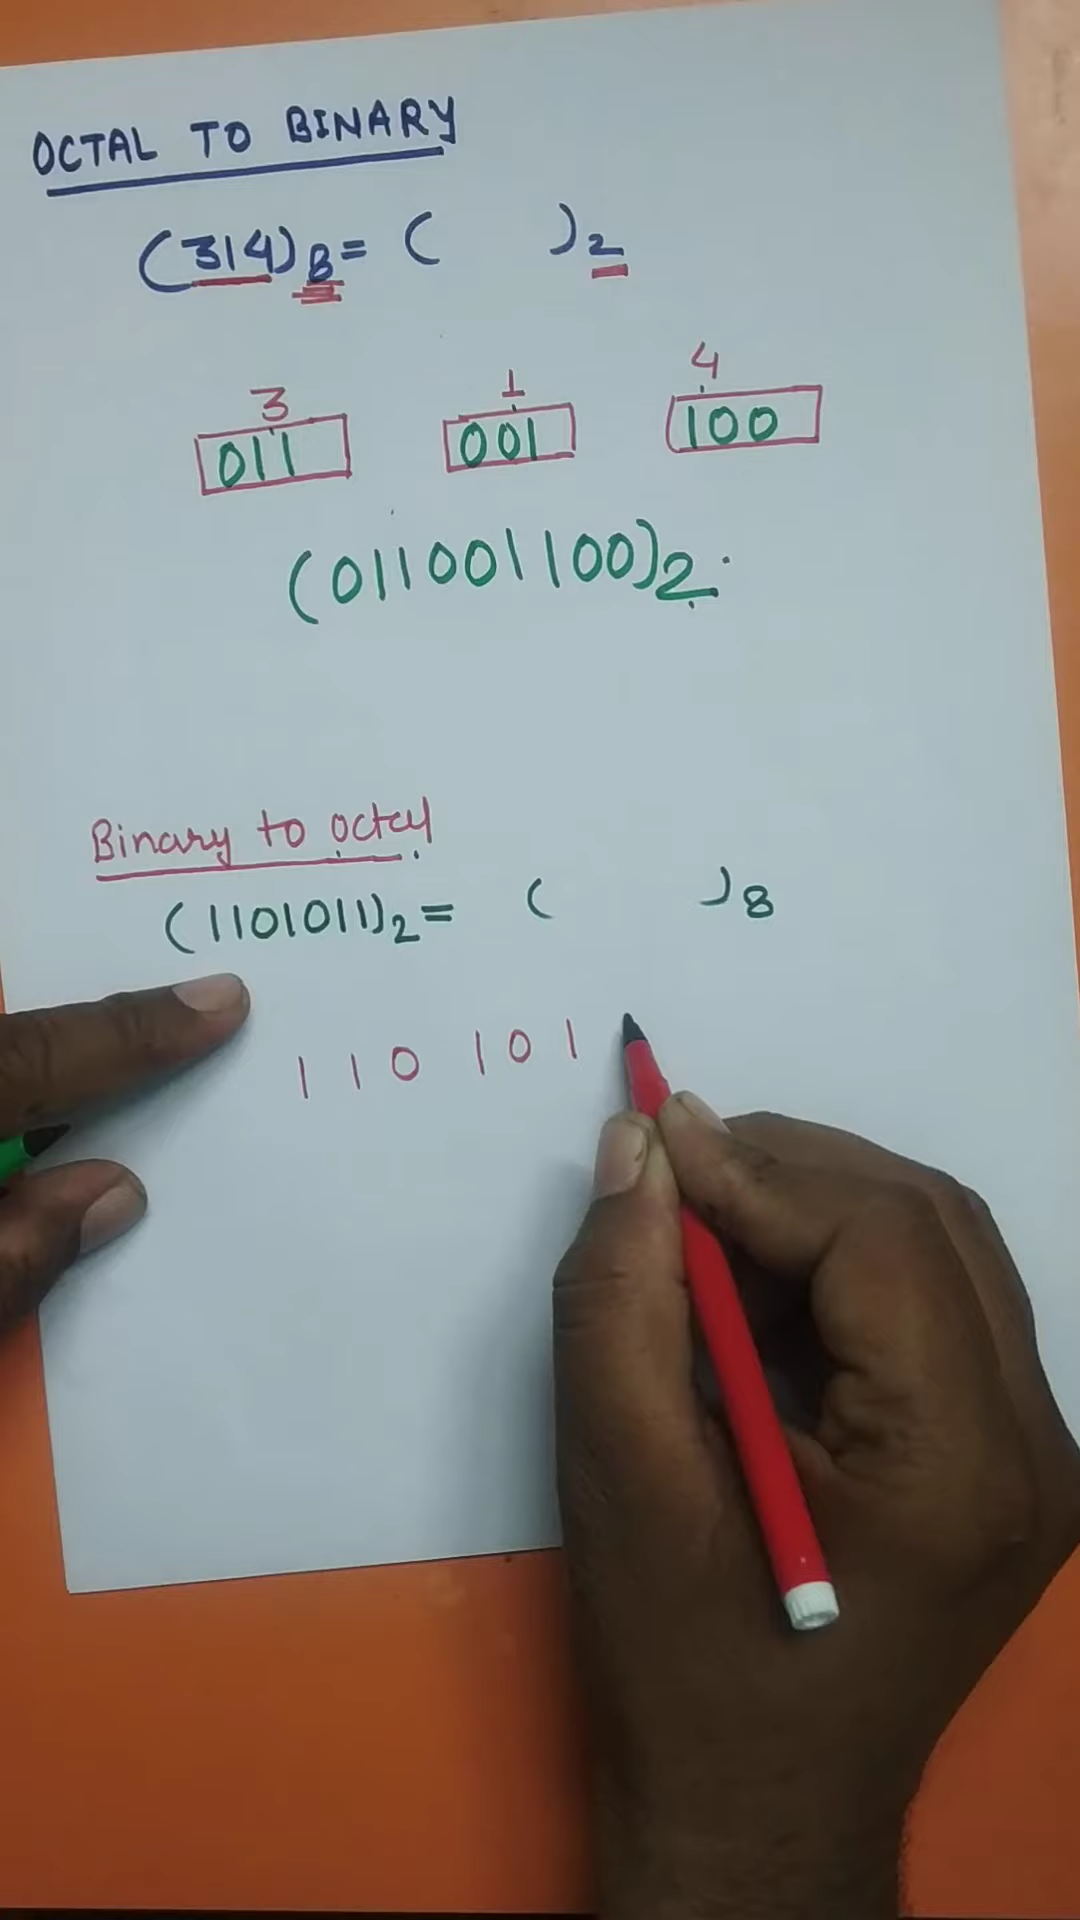 OCTAL TO BINARY
(314)8 = ( )2
3 1 4
011 001 100
(011001100)2.
Binary to octal
(1101011)2 = ( )8
1 1 0 1 0 1